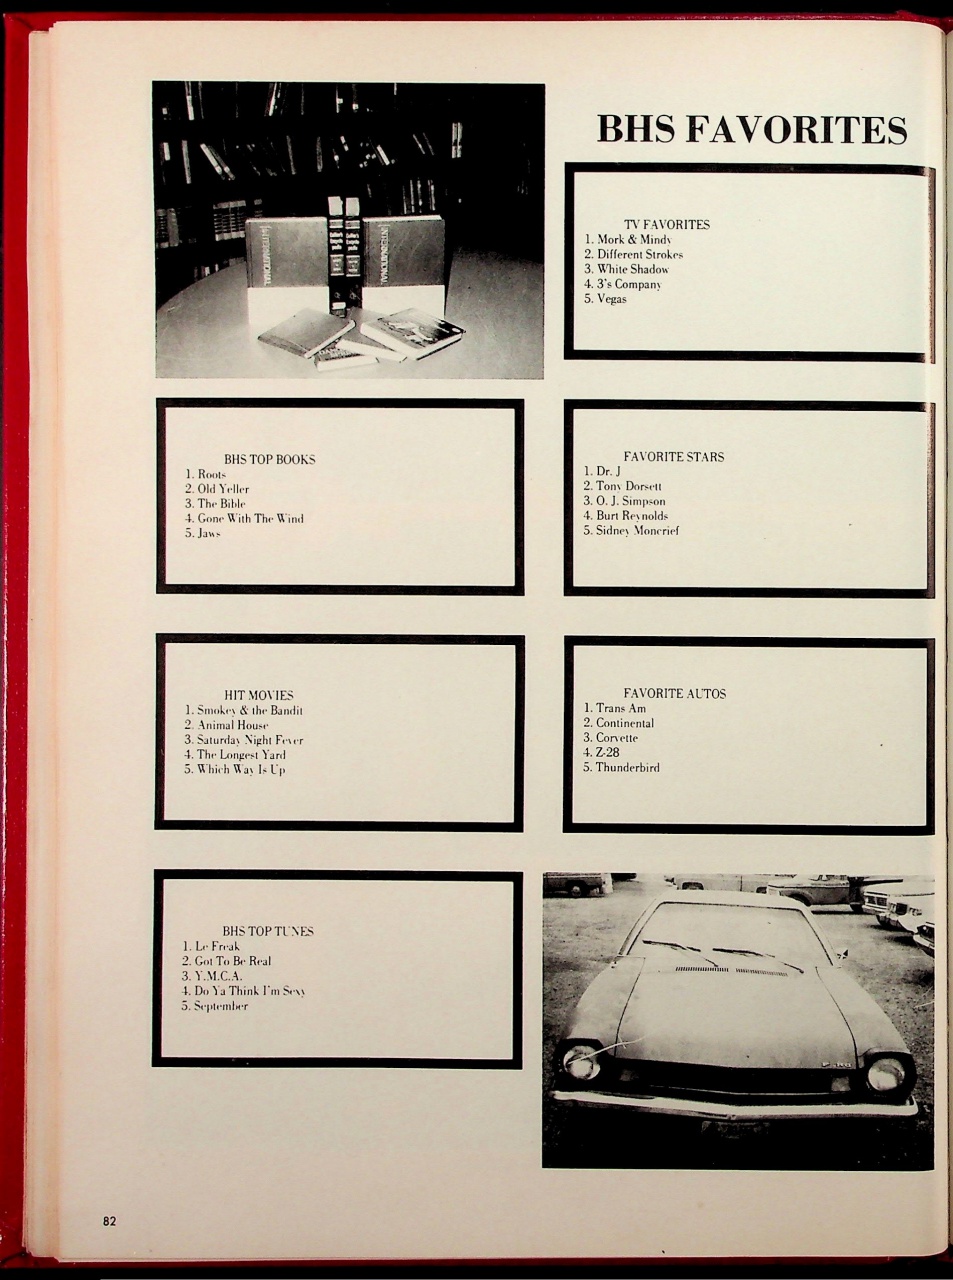 BHS FAVORITES
INTERNATIONAL
INTERNATIONAL
TV FAVORITES
1. Mork & Mindy
2. Different Strokes
3. White Shadow
4. 3's Company
5. Vegas
BHS TOP BOOKS
1. Roots
2. Old Yeller
3. The Bible
4. Gone With The Wind
5. Jaws
FAVORITE STARS
1. Dr. J
2. Tony Dorsett
3. O. J. Simpson
4. Burt Reynolds
5. Sidney Moncrief
HIT MOVIES
1. Smokey & the Bandit
2. Animal House
3. Saturday Night Fever
4. The Longest Yard
5. Which Way Is Up
FAVORITE AUTOS
1. Trans Am
2. Continental
3. Corvette
4. Z-28
5. Thunderbird
BHS TOP TUNES
1. Le Freak
2. Got To Be Real
3. Y.M.C.A.
4. Do Ya Think I'm Sexy
5. September
82